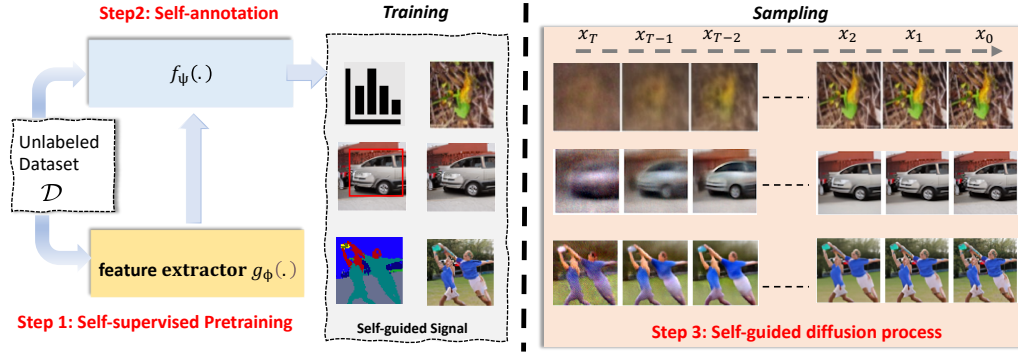 Step2: Self-annotation
Training
Sampling
x_T x_{T−1} x_{T−2} x_2 x_1 x_0
f_ψ(.)
Unlabeled
Dataset
𝒟
feature extractor g_ϕ(.)
Step 1: Self-supervised Pretraining
Self-guided Signal
Step 3: Self-guided diffusion process